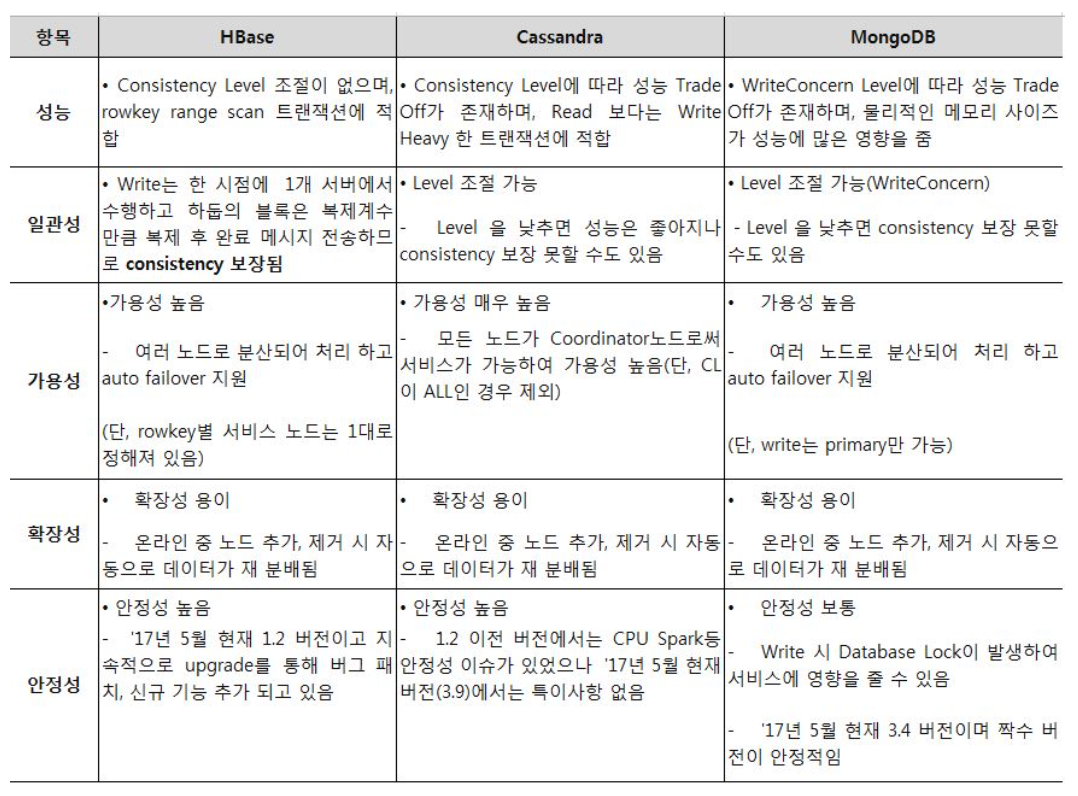 항목 HBase Cassandra MongoDB
성능
• Consistency Level 조절이 없으며,
rowkey range scan 트랜잭션에 적
합
• Consistency Level에 따라 성능 Trade
Off가 존재하며, Read 보다는 Write
Heavy 한 트랜잭션에 적합
• WriteConcern Level에 따라 성능 Trade
Off가 존재하며, 물리적인 메모리 사이즈
가 성능에 많은 영향을 줌
일관성
• Write는 한 시점에 1개 서버에서
수행하고 하둡의 블록은 복제계수
만큼 복제 후 완료 메시지 전송하므
로 consistency 보장됨
• Level 조절 가능
- Level 을 낮추면 성능은 좋아지나
consistency 보장 못할 수도 있음
• Level 조절 가능(WriteConcern)
- Level 을 낮추면 consistency 보장 못할
수도 있음
가용성
•가용성 높음
- 여러 노드로 분산되어 처리 하고
auto failover 지원
(단, rowkey별 서비스 노드는 1대로
정해져 있음)
• 가용성 매우 높음
- 모든 노드가 Coordinator노드로써
서비스가 가능하여 가용성 높음(단, CL
이 ALL인 경우 제외)
• 가용성 높음
- 여러 노드로 분산되어 처리 하고
auto failover 지원
(단, write는 primary만 가능)
확장성
• 확장성 용이
- 온라인 중 노드 추가, 제거 시 자
동으로 데이터가 재 분배됨
• 확장성 용이
- 온라인 중 노드 추가, 제거 시 자동
으로 데이터가 재 분배됨
• 확장성 용이
- 온라인 중 노드 추가, 제거 시 자동으
로 데이터가 재 분배됨
안정성
• 안정성 높음
- '17년 5월 현재 1.2 버전이고 지
속적으로 upgrade를 통해 버그 패
치, 신규 기능 추가 되고 있음
• 안정성 높음
- 1.2 이전 버전에서는 CPU Spark등
안정성 이슈가 있었으나 '17년 5월 현재
버전(3.9)에서는 특이사항 없음
• 안정성 보통
- Write 시 Database Lock이 발생하여
서비스에 영향을 줄 수 있음
- '17년 5월 현재 3.4 버전이며 짝수 버
전이 안정적임